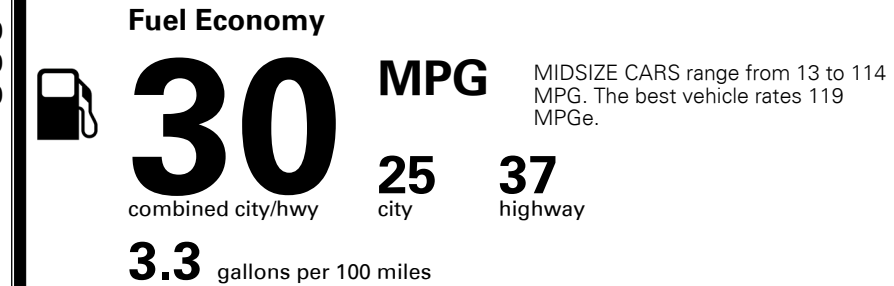 Fuel Economy
30
MPG
MIDSIZE CARS range from 13 to 114
MPG. The best vehicle rates 119
MPGe.
25
37
combined city/hwy
city
highway
3.3 gallons per 100 miles